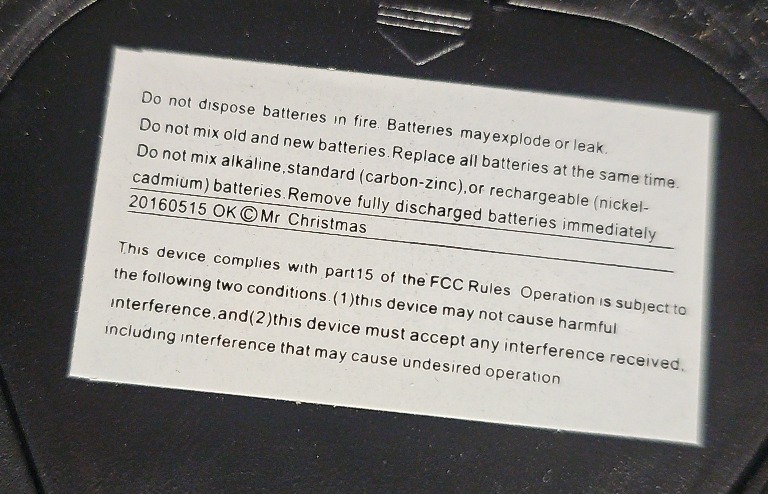 Do not dispose batteries in fire. Batteries mayexplode or leak.
Do not mix old and new batteries.Replace all batteries at the same time.
Do not mix alkaline,standard (carbon-zinc),or rechargeable (nickel-
cadmium) batteries.Remove fully discharged batteries immediately
20160515 OK©Mr Christmas
This device complies with part15 of the FCC Rules Operation is subject to
the following two conditions.(1)this device may not cause harmful
interference,and(2)this device must accept any interference received,
including interference that may cause undesired operation